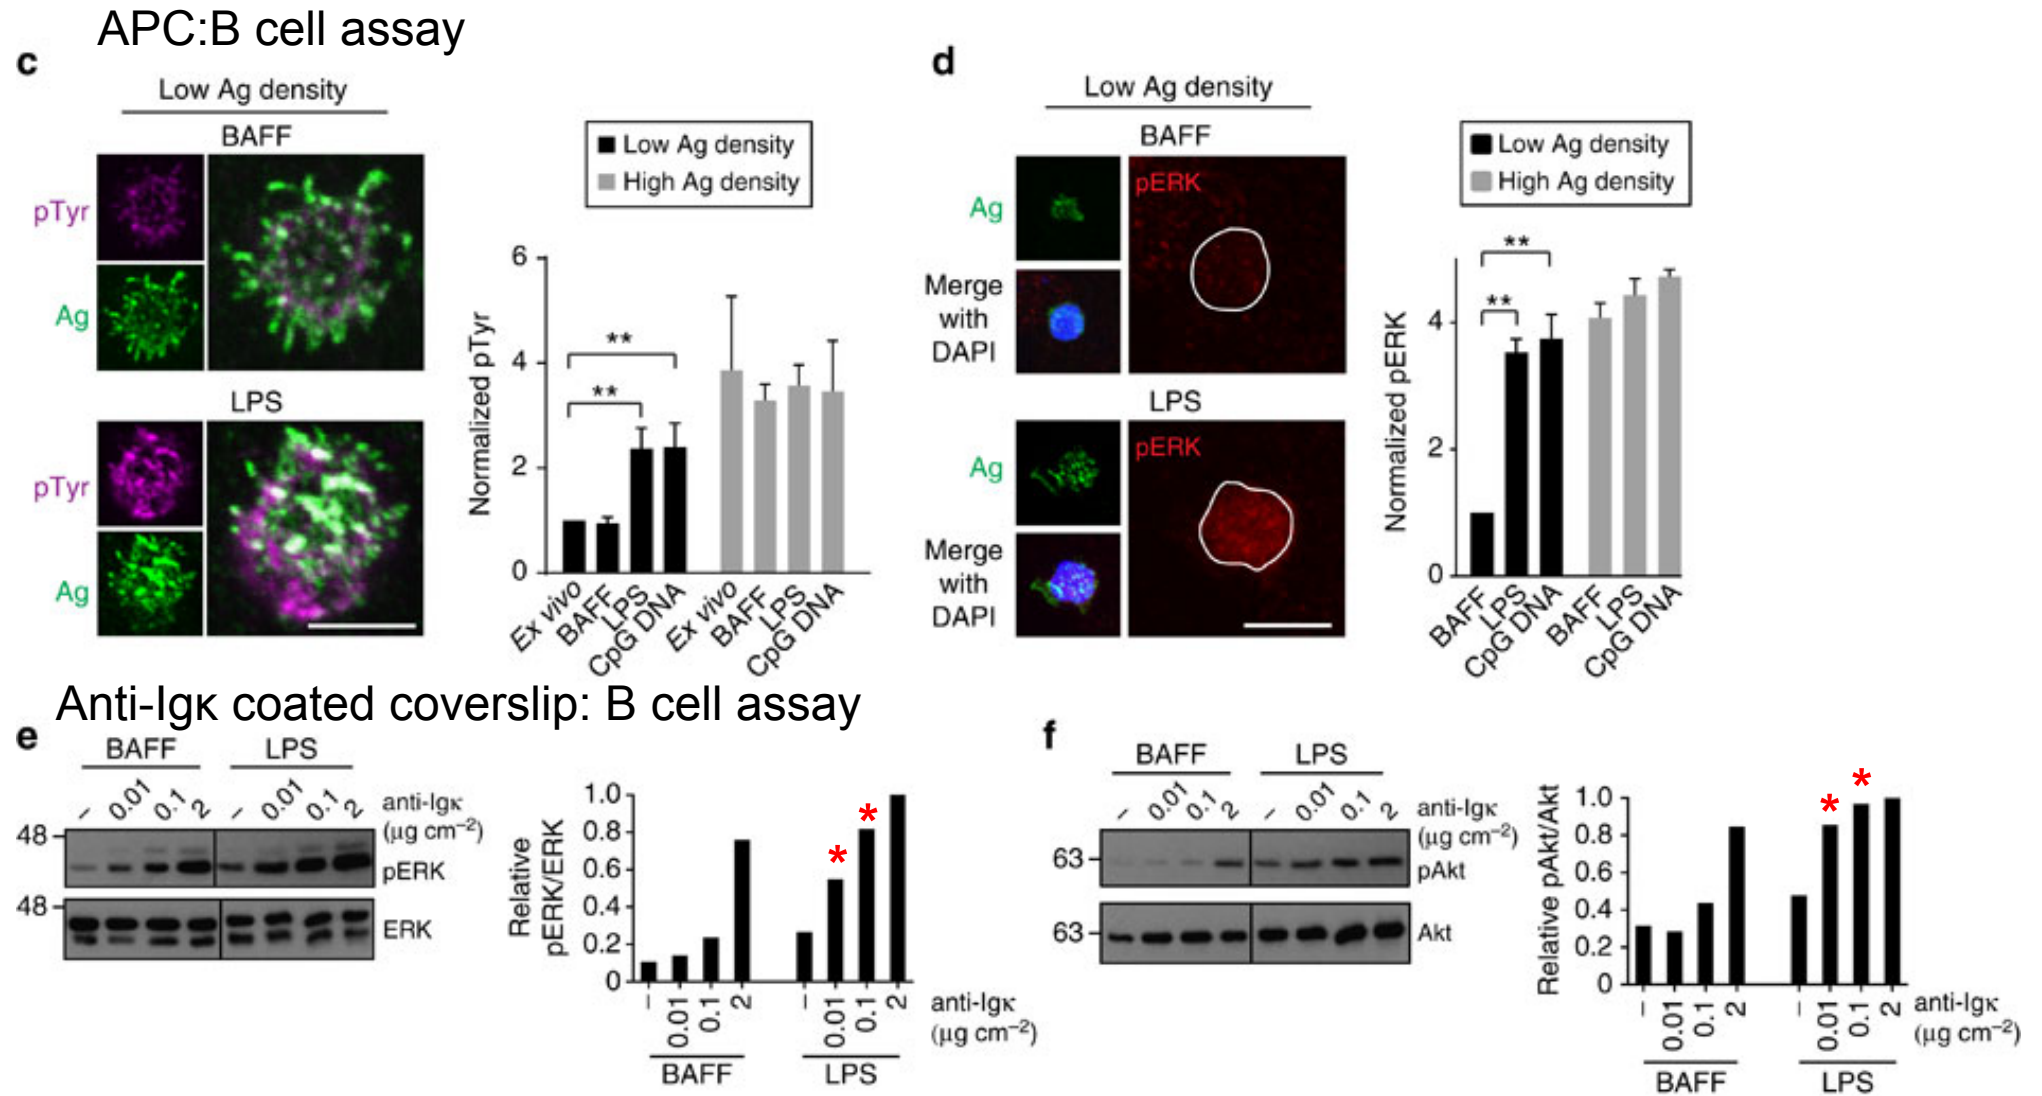 APC:B cell assay
c
Low Ag density
BAFF
pTyr
Ag
LPS
pTyr
Ag
Low Ag density
High Ag density
Normalized pTyr
6
4
2
0
**
**
Ex vivo
BAFF
LPS
CpG DNA
Ex vivo
BAFF
LPS
CpG DNA
d
Low Ag density
BAFF
Ag
pERK
Merge
with
DAPI
LPS
Ag
pERK
Merge
with
DAPI
Low Ag density
High Ag density
Normalized pERK
4
2
0
**
**
BAFF
LPS
CpG DNA
BAFF
LPS
CpG DNA
Anti-Igκ coated coverslip: B cell assay
e
BAFF LPS
– 0.01 0.1 2 – 0.01 0.1 2 anti-Igκ
(μg cm⁻²)
48
pERK
48
ERK
Relative
pERK/ERK
1.0
0.8
0.6
0.4
0.2
0
* *
– 0.01 0.1 2 – 0.01 0.1 2 anti-Igκ
(μg cm⁻²)
BAFF LPS
f
BAFF LPS
– 0.01 0.1 2 – 0.01 0.1 2 anti-Igκ
(μg cm⁻²)
63
pAkt
63
Akt
Relative pAkt/Akt
1.0
0.8
0.6
0.4
0.2
0
* *
– 0.01 0.1 2 – 0.01 0.1 2 anti-Igκ
(μg cm⁻²)
BAFF LPS